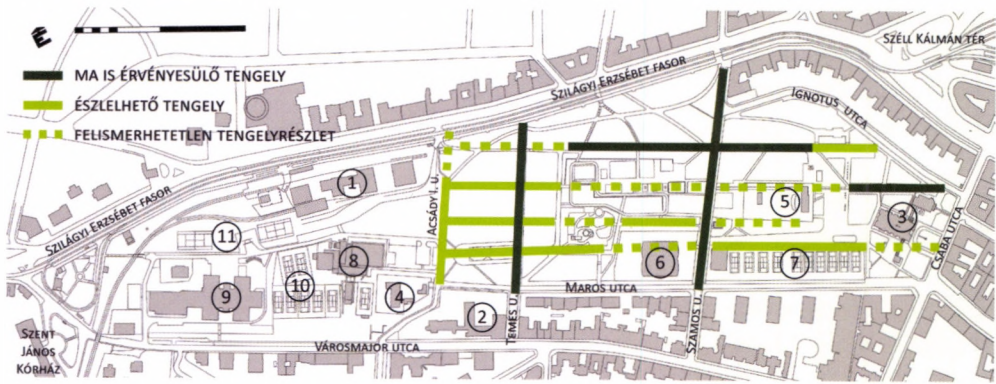 É
SZÉLL KÁLMÁN TÉR
MA IS ÉRVÉNYESÜLŐ TENGELY
SZILÁGYI ERZSÉBET FASOR
ÉSZLELHETŐ TENGELY
IGNOTUS UTCA
FELISMERHETETLEN TENGELYRÉSZLET
1
SZILÁGYI ERZSÉBET FASOR
ACSÁDY I. U.
5
3
CSABA UTCA
11
8
6
7
9
10
4
MAROS UTCA
2
TEMES U.
SZAMOS U.
SZENT
JÁNOS
KÓRHÁZ
VÁROSMAJOR UTCA